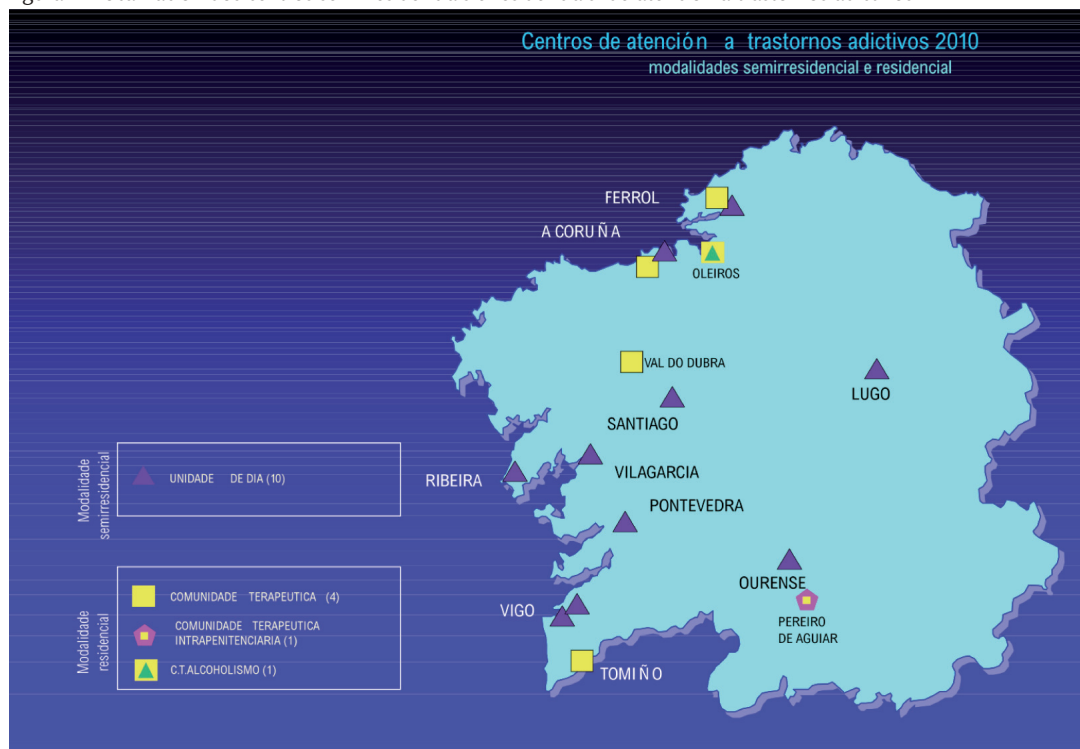 Centros de atención a trastornos adictivos 2010
modalidades semirresidencial e residencial
FERROL
A CORUÑA
OLEIROS
VAL DO DUBRA
LUGO
SANTIAGO
VILAGARCIA
RIBEIRA
PONTEVEDRA
OURENSE
PEREIRO
DE AGUIAR
VIGO
TOMIÑO
Modalidade
semirresidencial
UNIDADE DE DIA (10)
Modalidade
residencial
COMUNIDADE TERAPEUTICA (4)
COMUNIDADE TERAPEUTICA
INTRAPENITENCIARIA (1)
C.T.ALCOHOLISMO (1)